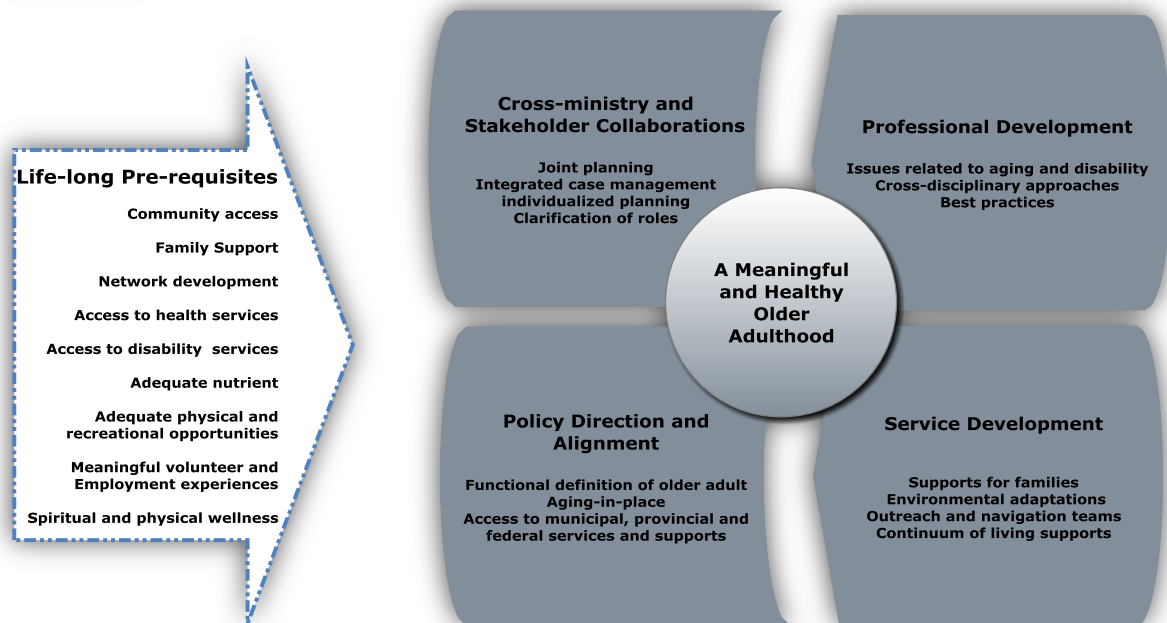 Life-long Pre-requisites
Community access
Family Support
Network development
Access to health services
Access to disability  services
Adequate nutrient
Adequate physical and
recreational opportunities
Meaningful volunteer and
Employment experiences
Spiritual and physical wellness
Cross-ministry and
Stakeholder Collaborations
Joint planning
Integrated case management
individualized planning
Clarification of roles
Professional Development
Issues related to aging and disability
Cross-disciplinary approaches
Best practices
A Meaningful
and Healthy
Older
Adulthood
Policy Direction and
Alignment
Functional definition of older adult
Aging-in-place
Access to municipal, provincial and
federal services and supports
Service Development
Supports for families
Environmental adaptations
Outreach and navigation teams
Continuum of living supports